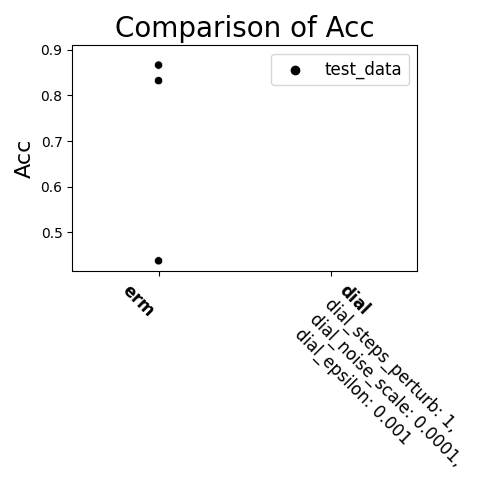 Comparison of Acc
test_data
Acc
0.9
0.8
0.7
0.6
0.5
erm
dial
dial_steps_perturb: 1,
dial_noise_scale: 0.0001,
dial_epsilon: 0.001